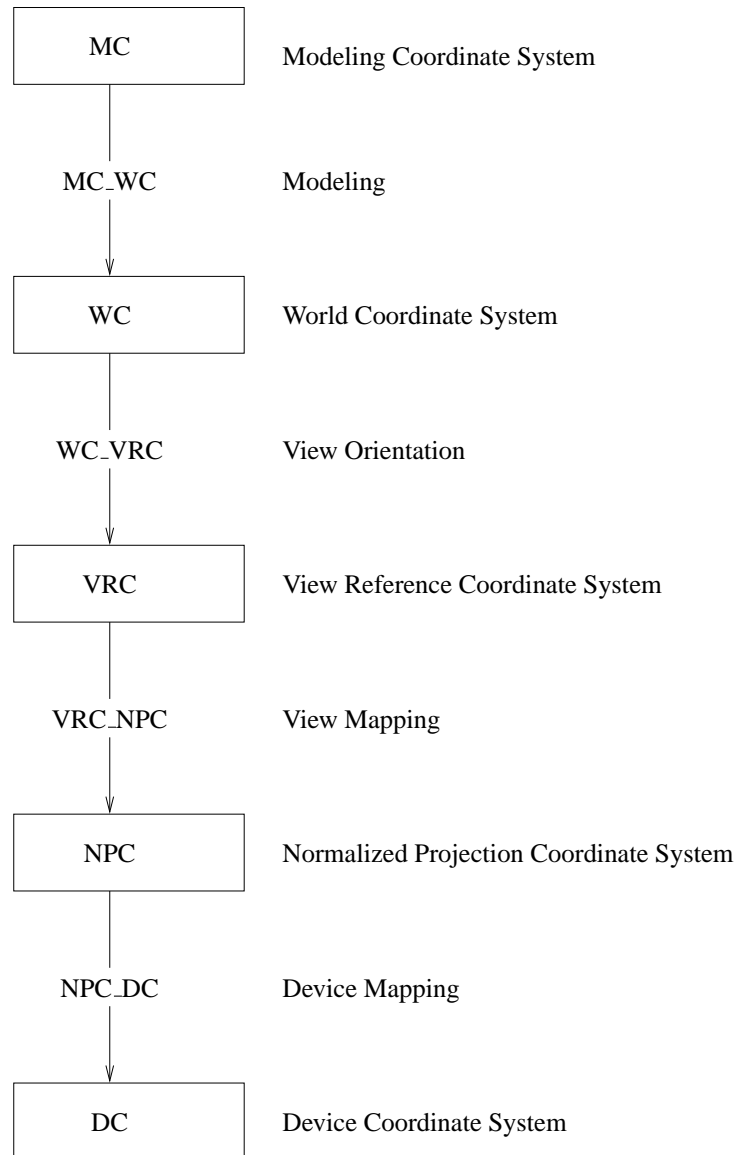 MC Modeling Coordinate System
MC_WC Modeling
WC World Coordinate System
WC_VRC View Orientation
VRC View Reference Coordinate System
VRC_NPC View Mapping
NPC Normalized Projection Coordinate System
NPC_DC Device Mapping
DC Device Coordinate System